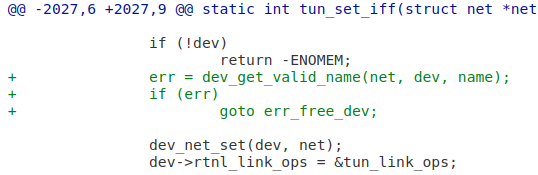 @@ -2027,6 +2027,9 @@ static int tun_set_iff(struct net *net
if (!dev)
return -ENOMEM;
+ err = dev_get_valid_name(net, dev, name);
+ if (err)
+ goto err_free_dev;
dev_net_set(dev, net);
dev->rtnl_link_ops = &tun_link_ops;